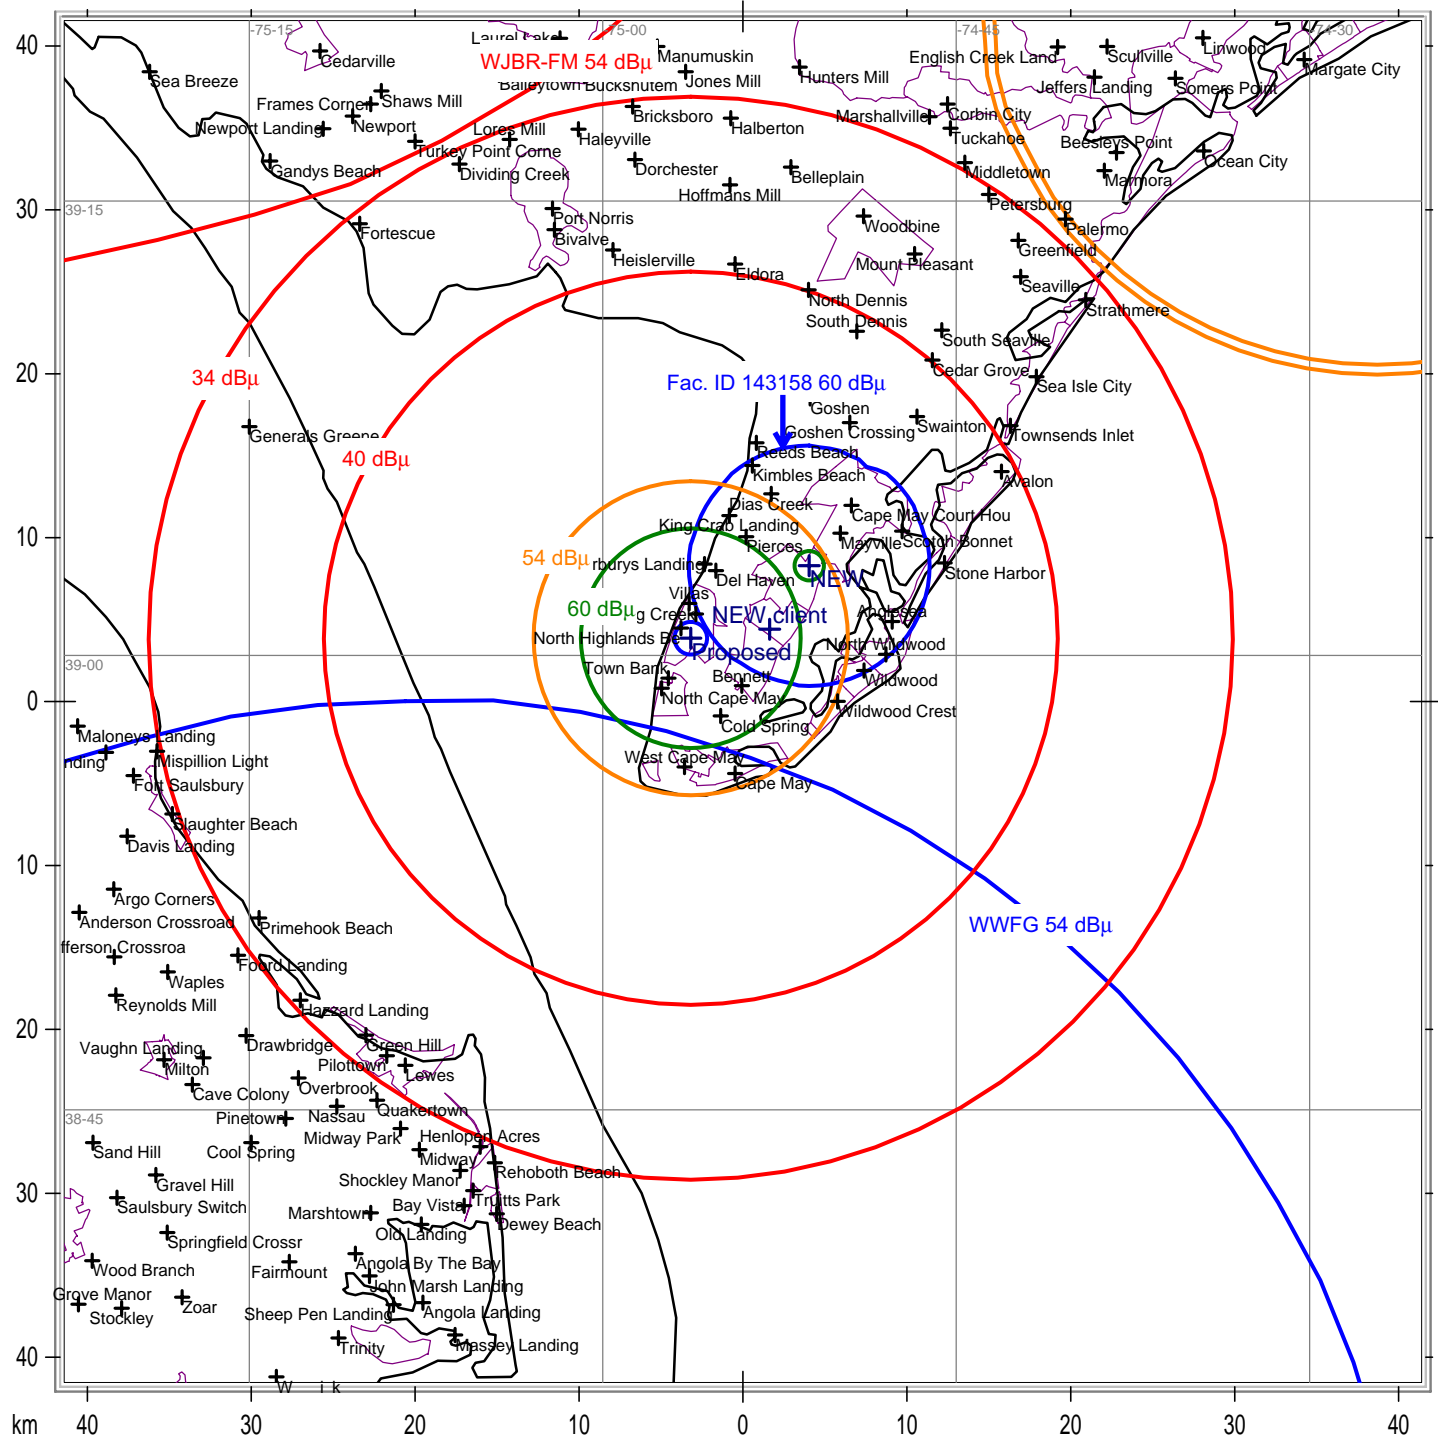 -75-15
-75-00
-74-45
-74-30
40
Laurel Lake
Linwood
Manumuskin
English Creek Land
Scullville
Cedarville
WJBR-FM 54 dBµ
Margate City
Sea Breeze
Jones Mill
Hunters Mill
Jeffers Landing
Somers Point
Baileytown
Bucksnutem
Frames Corner
Shaws Mill
Bricksboro
Marshallville
Corbin City
Newport Landing
Newport
Lores Mill
Haleyville
Halberton
Tuckahoe
Beesleys Point
Turkey Point Corne
Ocean City
Gandys Beach
Dividing Creek
Dorchester
Belleplain
Middletown
Marmora
Hoffmans Mill
30
39-15
Petersburg
Port Norris
Woodbine
Fortescue
Bivalve
Palermo
Greenfield
Heislerville
Mount Pleasant
Eldora
Seaville
North Dennis
Strathmere
South Dennis
South Seaville
20
34 dBµ
Fac. ID 143158 60 dBµ
Cedar Grove
Sea Isle City
Goshen
Generals Greene
Goshen Crossing
Swainton
Townsends Inlet
40 dBµ
Reeds Beach
Kimbles Beach
Avalon
Dias Creek
Cape May Court Hou
10
King Crab Landing
Pierces
Mayville
Scotch Bonnet
54 dBµ
rburys Landing
Del Haven
NEW
Stone Harbor
Villas
60 dBµ
g Creek
NEW client
Anglesea
North Highlands Be
Proposed
North Wildwood
39-00
Town Bank
Bennett
Wildwood
0
North Cape May
Cold Spring
Wildwood Crest
Maloneys Landing
nding
Mispillion Light
West Cape May
Fort Saulsbury
Cape May
Slaughter Beach
Davis Landing
10
Argo Corners
Anderson Crossroad
Primehook Beach
WWFG 54 dBµ
fferson Crossroa
Foord Landing
Waples
Reynolds Mill
Hazzard Landing
20
Vaughn Landing
Drawbridge
Green Hill
Milton
Pilottown
Lewes
Cave Colony
Overbrook
38-45
Pinetown
Nassau
Quakertown
Midway Park
Henlopen Acres
Sand Hill
Cool Spring
Midway
Rehoboth Beach
Gravel Hill
Shockley Manor
30
Saulsbury Switch
Marshtown
Bay Vista
Truitts Park
Dewey Beach
Springfield Crossr
Old Landing
Wood Branch
Fairmount
Angola By The Bay
Grove Manor
John Marsh Landing
Stockley
Zoar
Sheep Pen Landing
Angola Landing
Trinity
Massey Landing
40
km 40 30 20 10 0 10 20 30 40